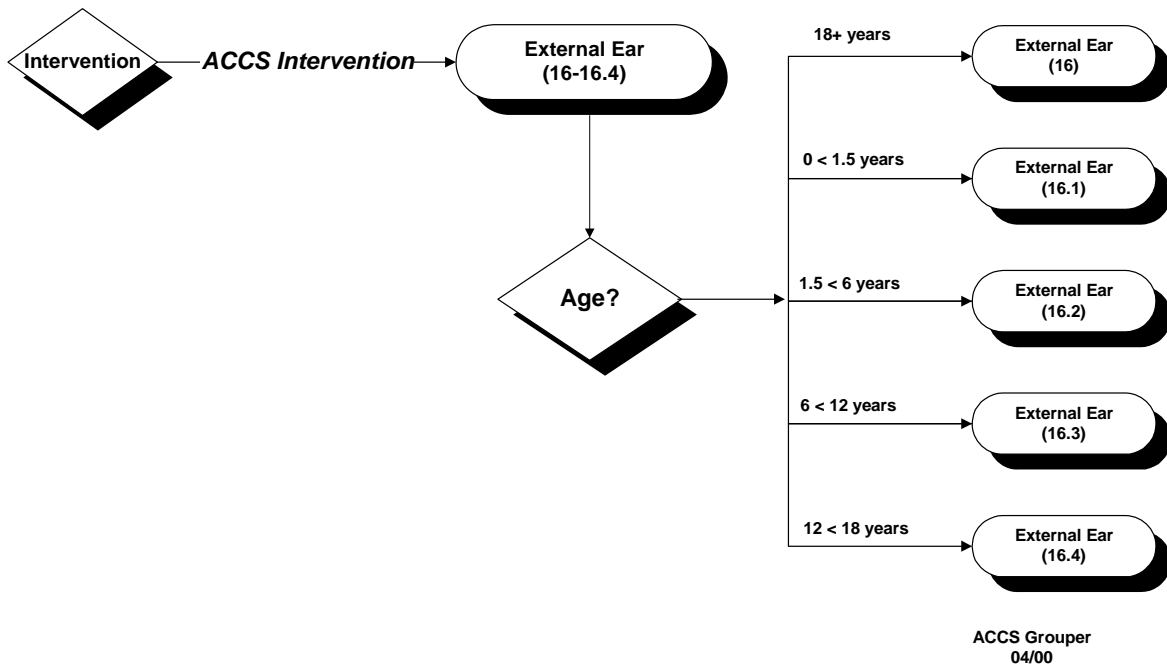 Intervention
ACCS Intervention
External Ear
(16-16.4)
Age?
18+ years
External Ear
(16)
0 < 1.5 years
External Ear
(16.1)
1.5 < 6 years
External Ear
(16.2)
6 < 12 years
External Ear
(16.3)
12 < 18 years
External Ear
(16.4)
ACCS Grouper
04/00